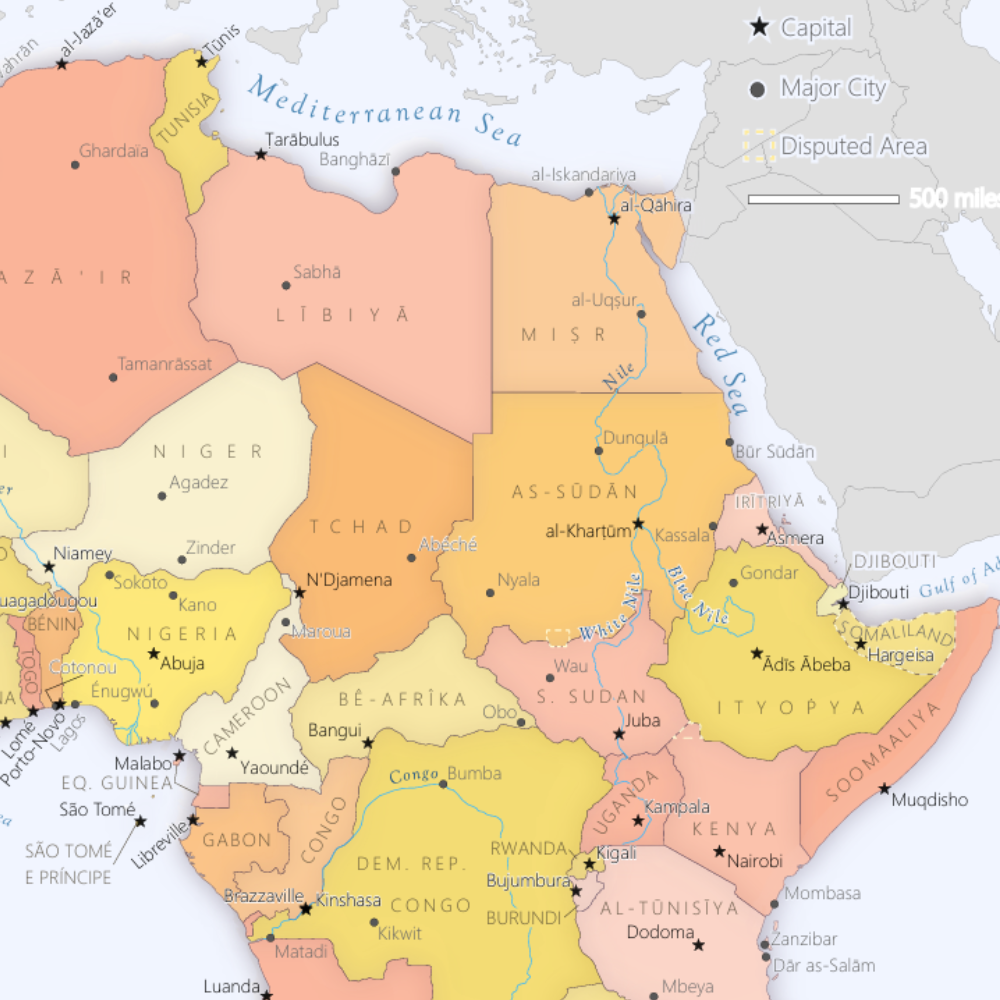 Capital
Major City
Disputed Area
500 miles
al-Jazā'er
Tūnis
TUNISIA
Mediterranean Sea
Ghardaïa
Tarābulus
Banghāzī
al-Iskandariya
al-Qāhira
AZĀ'IR
Sabhā
LĪBIYĀ
al-Uqṣur
MIṢR
Red Sea
Tamanrāssat
Nile
NIGER
Agadez
Dunqulā
Būr Sūdān
AS-SŪDĀN
IRĪTRIYĀ
TCHAD
al-Kharṭūm
Kassala
Asmera
Abéché
Zinder
Niamey
N'Djamena
Nyala
White Nile
Blue Nile
Gondar
DJIBOUTI
Djibouti
Gulf of Ad
Sokoto
Kano
uagadougou
BÉNIN
NIGERIA
Maroua
SOMALILAND
Hargeisa
TOGO
Cotonou
Abuja
Wau
Ādīs Ābeba
Énugwú
CAMEROON
BÊ-AFRÎKA
S. SUDAN
ITYOPYA
Obo
Lomé
Porto-Novo
Lagos
Bangui
Juba
SOOMAALIYA
Malabo
Yaoundé
EQ. GUINEA
Congo
Bumba
São Tomé
UGANDA
Kampala
Muqdisho
Libreville
GABON
CONGO
KENYA
SÃO TOMÉ
E PRÍNCIPE
DEM. REP.
CONGO
RWANDA
Kigali
Nairobi
Bujumbura
BURUNDI
Brazzaville
Kinshasa
Mombasa
AL-TŪNISĪYA
Kikwit
Dodoma
Zanzibar
Matadi
Dār as-Salām
Luanda
Mbeya